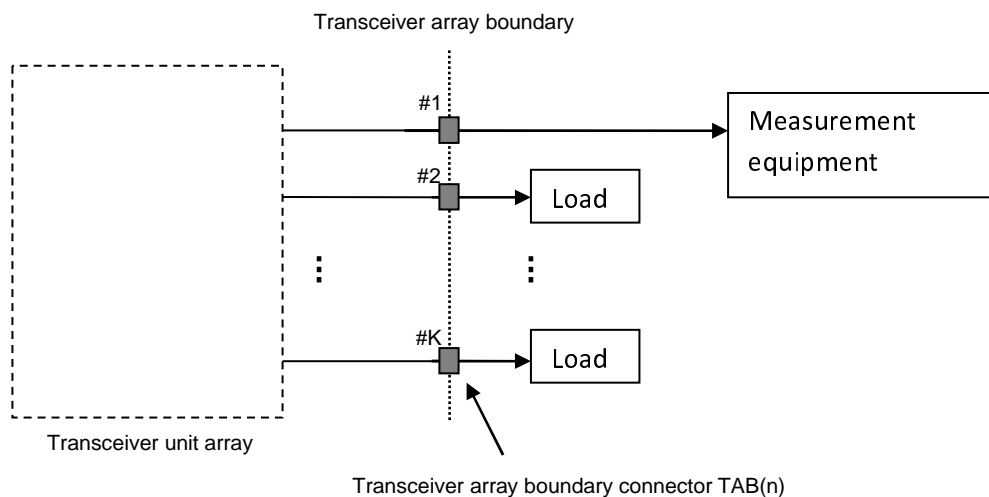 Transceiver array boundary
#1
Measurement
equipment
#2
Load
#K
Load
Transceiver unit array
Transceiver array boundary connector TAB(n)